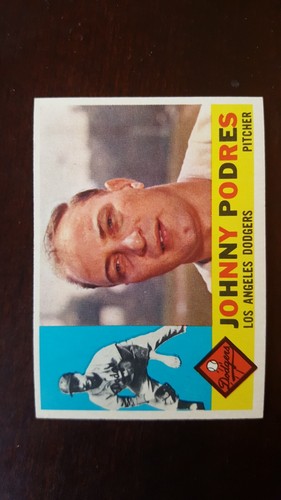 JOHNNY PODRES
LOS ANGELES DODGERS PITCHER
Dodgers